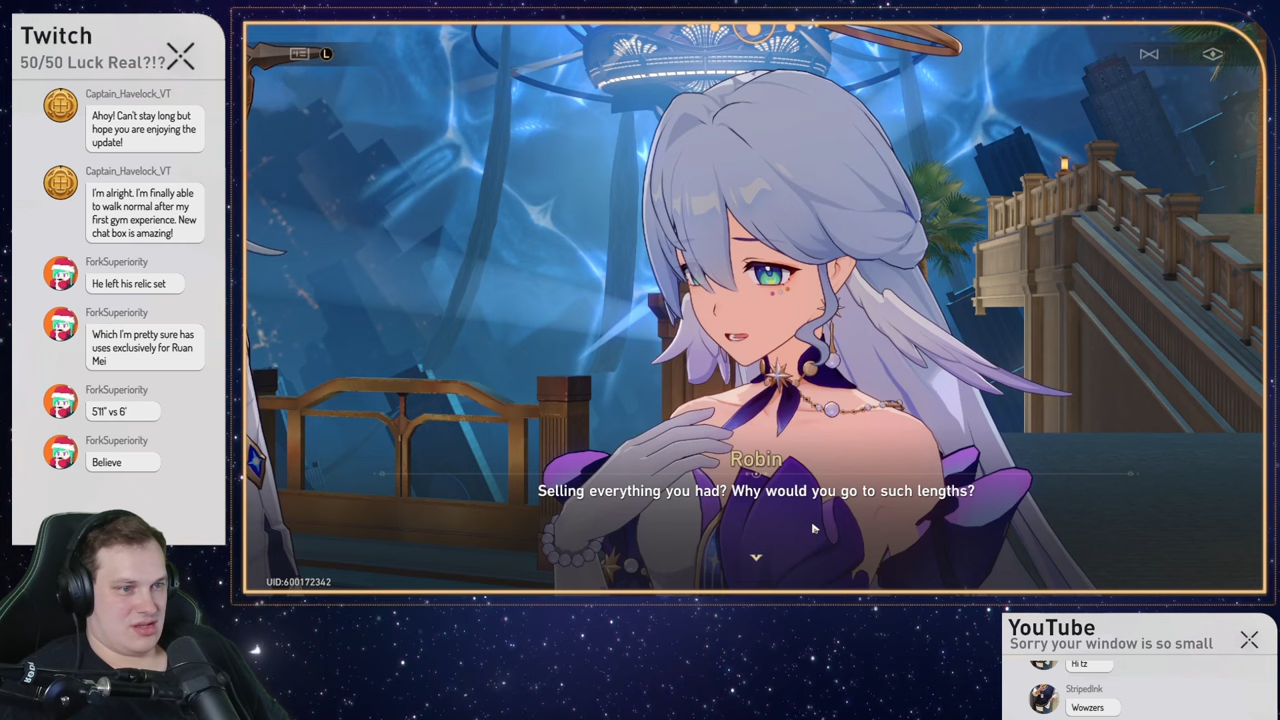 Twitch
50/50 Luck Real?!?
Captain_Havelock_VT
Ahoy! Can't stay long but
hope you are enjoying the
update!
Captain_Havelock_VT
I'm alright. I'm finally able
to walk normal after my
first gym experience. New
chat box is amazing!
ForkSuperiority
He left his relic set
ForkSuperiority
Which I'm pretty sure has
uses exclusively for Ruan
Mei
ForkSuperiority
5'11" vs 6'
ForkSuperiority
Believe
L
Robin
Selling everything you had? Why would you go to such lengths?
UID:600172342
YouTube
Sorry your window is so small
Hi tz
StripedInk
Wowzers